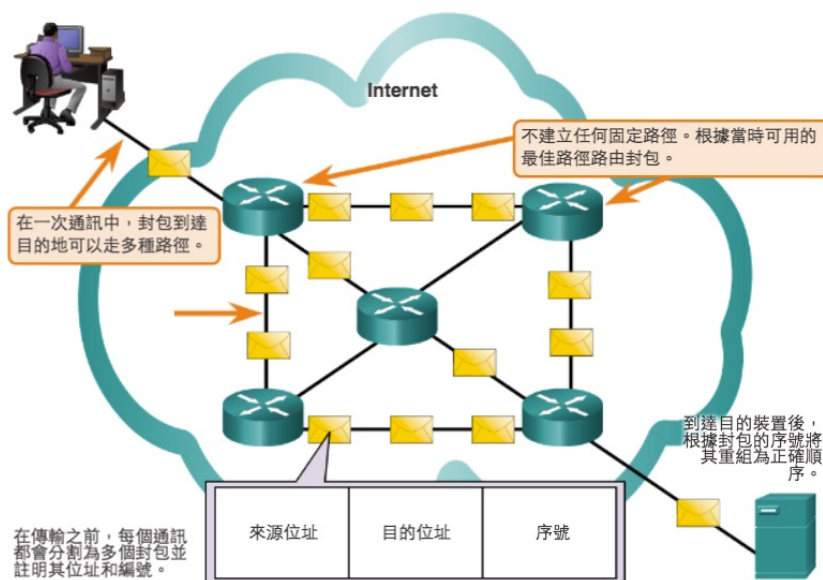 Internet
不建立任何固定路徑。根據當時可用的
最佳路徑路由封包。
在一次通訊中，封包到達
目的地可以走多種路徑。
到達目的裝置後，
根據封包的序號將
其重組為正確順
序。
來源位址
目的位址
序號
在傳輸之前，每個通訊
都會分割為多個封包並
註明其位址和編號。